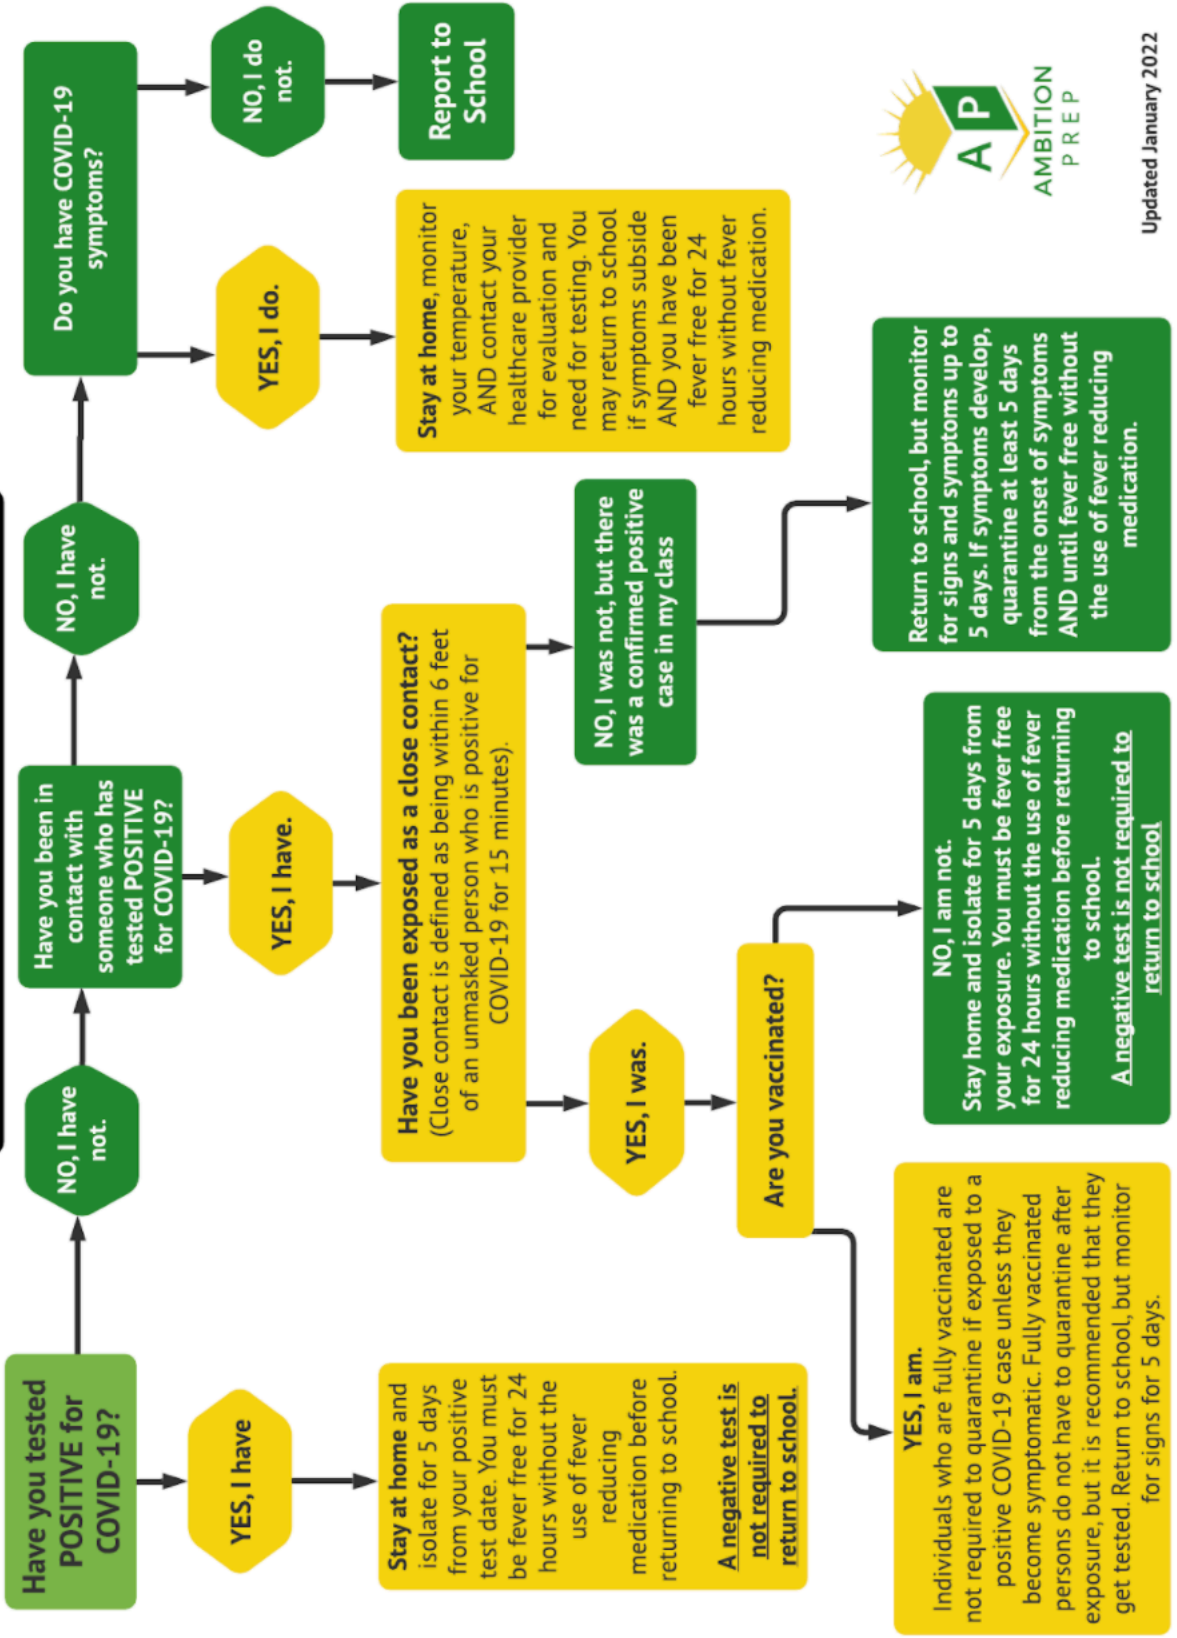 Have you tested
POSITIVE for
COVID-19?
NO, I have
not.
Have you been in
contact with
someone who has
tested POSITIVE
for COVID-19?
NO, I have
not.
Do you have COVID-19
symptoms?
YES, I have
YES, I have.
YES, I do.
NO, I do
not.
Stay at home and
isolate for 5 days
from your positive
test date. You must
be fever free for 24
hours without the
use of fever
reducing
medication before
returning to school.
A negative test is
not required to
return to school.
Have you been exposed as a close contact?
(Close contact is defined as being within 6 feet
of an unmasked person who is positive for
COVID-19 for 15 minutes).
Stay at home, monitor
your temperature,
AND contact your
healthcare provider
for evaluation and
need for testing. You
may return to school
if symptoms subside
AND you have been
fever free for 24
hours without fever
reducing medication.
Report to
School
YES, I was.
NO, I was not, but there
was a confirmed positive
case in my class
Are you vaccinated?
YES, I am.
Individuals who are fully vaccinated are
not required to quarantine if exposed to a
positive COVID-19 case unless they
become symptomatic. Fully vaccinated
persons do not have to quarantine after
exposure, but it is recommended that they
get tested. Return to school, but monitor
for signs for 5 days.
NO, I am not.
Stay home and isolate for 5 days from
your exposure. You must be fever free
for 24 hours without the use of fever
reducing medication before returning
to school.
A negative test is not required to
return to school
Return to school, but monitor
for signs and symptoms up to
5 days. If symptoms develop,
quarantine at least 5 days
from the onset of symptoms
AND until fever free without
the use of fever reducing
medication.
A P
AMBITION
PREP
Updated January 2022